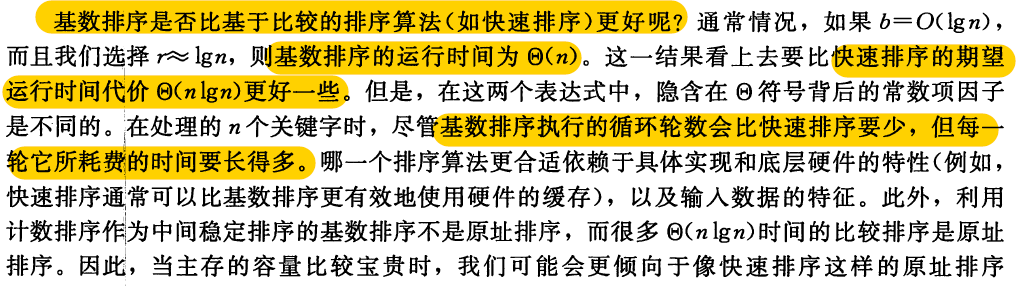 基数排序是否比基于比较的排序算法(如快速排序)更好呢？通常情况，如果 b=O(lgn)，
而且我们选择 r≈lgn，则基数排序的运行时间为 Θ(n)。这一结果看上去要比快速排序的期望
运行时间代价 Θ(nlgn)更好一些。但是，在这两个表达式中，隐含在 Θ 符号背后的常数项因子
是不同的。在处理的 n 个关键字时，尽管基数排序执行的循环轮数会比快速排序要少，但每一
轮它所耗费的时间要长得多。哪一个排序算法更合适依赖于具体实现和底层硬件的特性(例如，
快速排序通常可以比基数排序更有效地使用硬件的缓存)，以及输入数据的特征。此外，利用
计数排序作为中间稳定排序的基数排序不是原址排序，而很多 Θ(nlgn)时间的比较排序是原址
排序。因此，当主存的容量比较宝贵时，我们可能会更倾向于像快速排序这样的原址排序